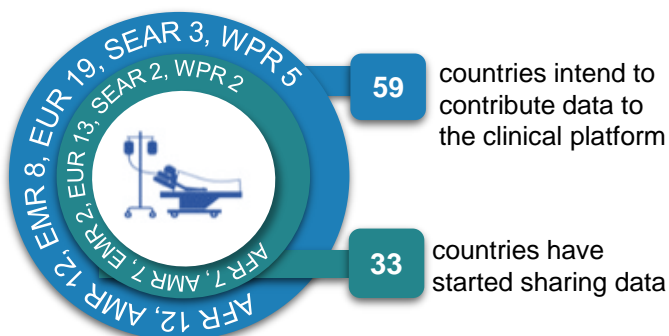 AFR 12, AMR 12, EMR 8, EUR 19, SEAR 3, WPR 5
AFR 7, AMR 7, EMR 2, EUR 13, SEAR 2, WPR 2
59
countries intend to
contribute data to
the clinical platform
33
countries have
started sharing data